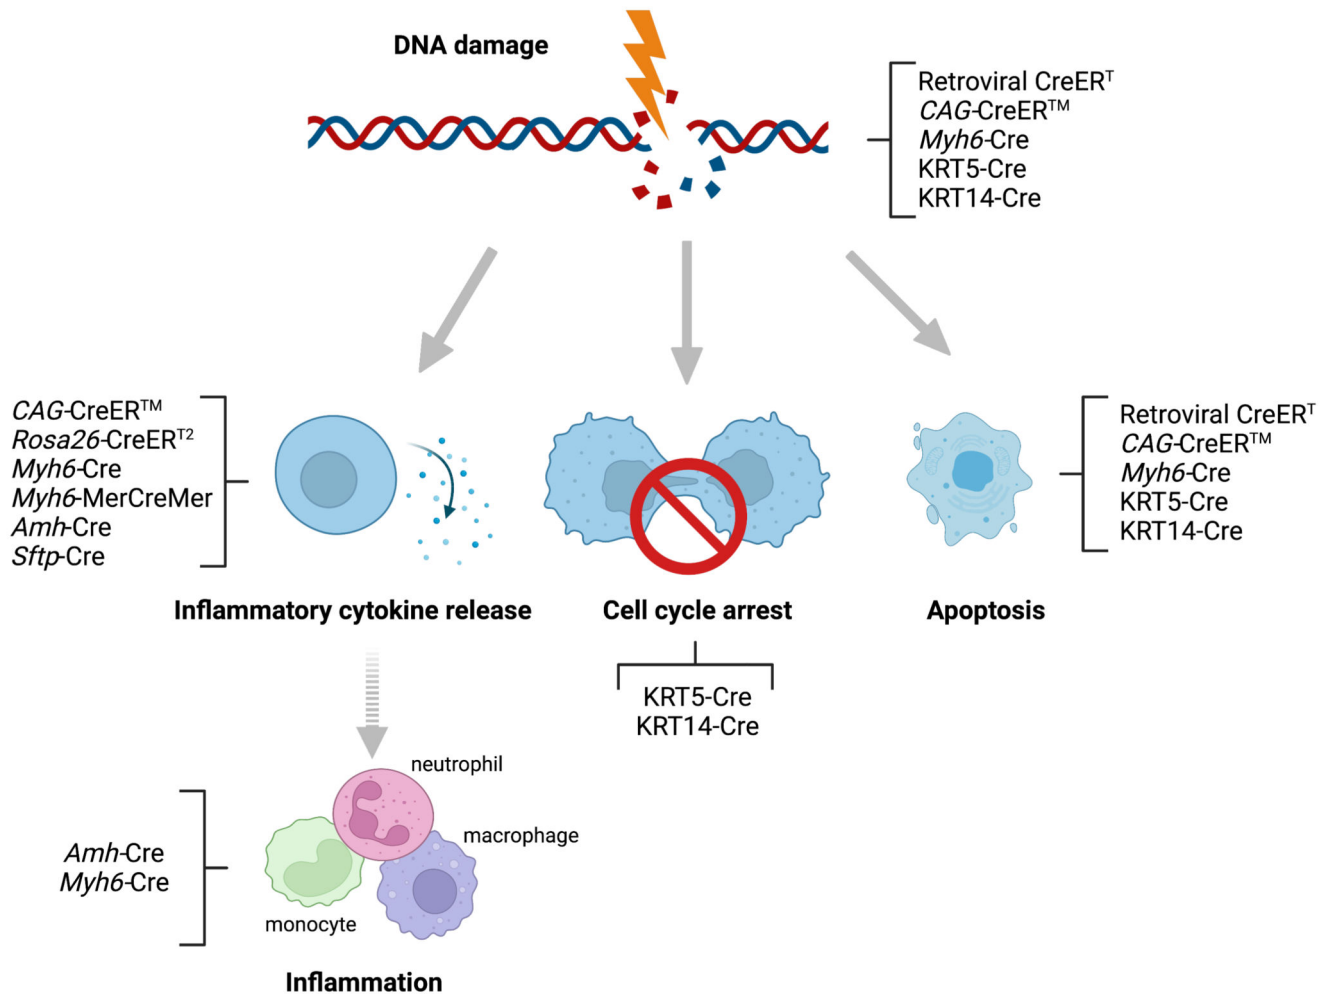 DNA damage
Retroviral CreERᵀ
CAG-CreERᵀᴹ
Myh6-Cre
KRT5-Cre
KRT14-Cre
CAG-CreERᵀᴹ
Rosa26-CreERᵀ²
Myh6-Cre
Myh6-MerCreMer
Amh-Cre
Sftp-Cre
Retroviral CreERᵀ
CAG-CreERᵀᴹ
Myh6-Cre
KRT5-Cre
KRT14-Cre
Inflammatory cytokine release
Cell cycle arrest
Apoptosis
KRT5-Cre
KRT14-Cre
neutrophil
macrophage
Amh-Cre
Myh6-Cre
monocyte
Inflammation